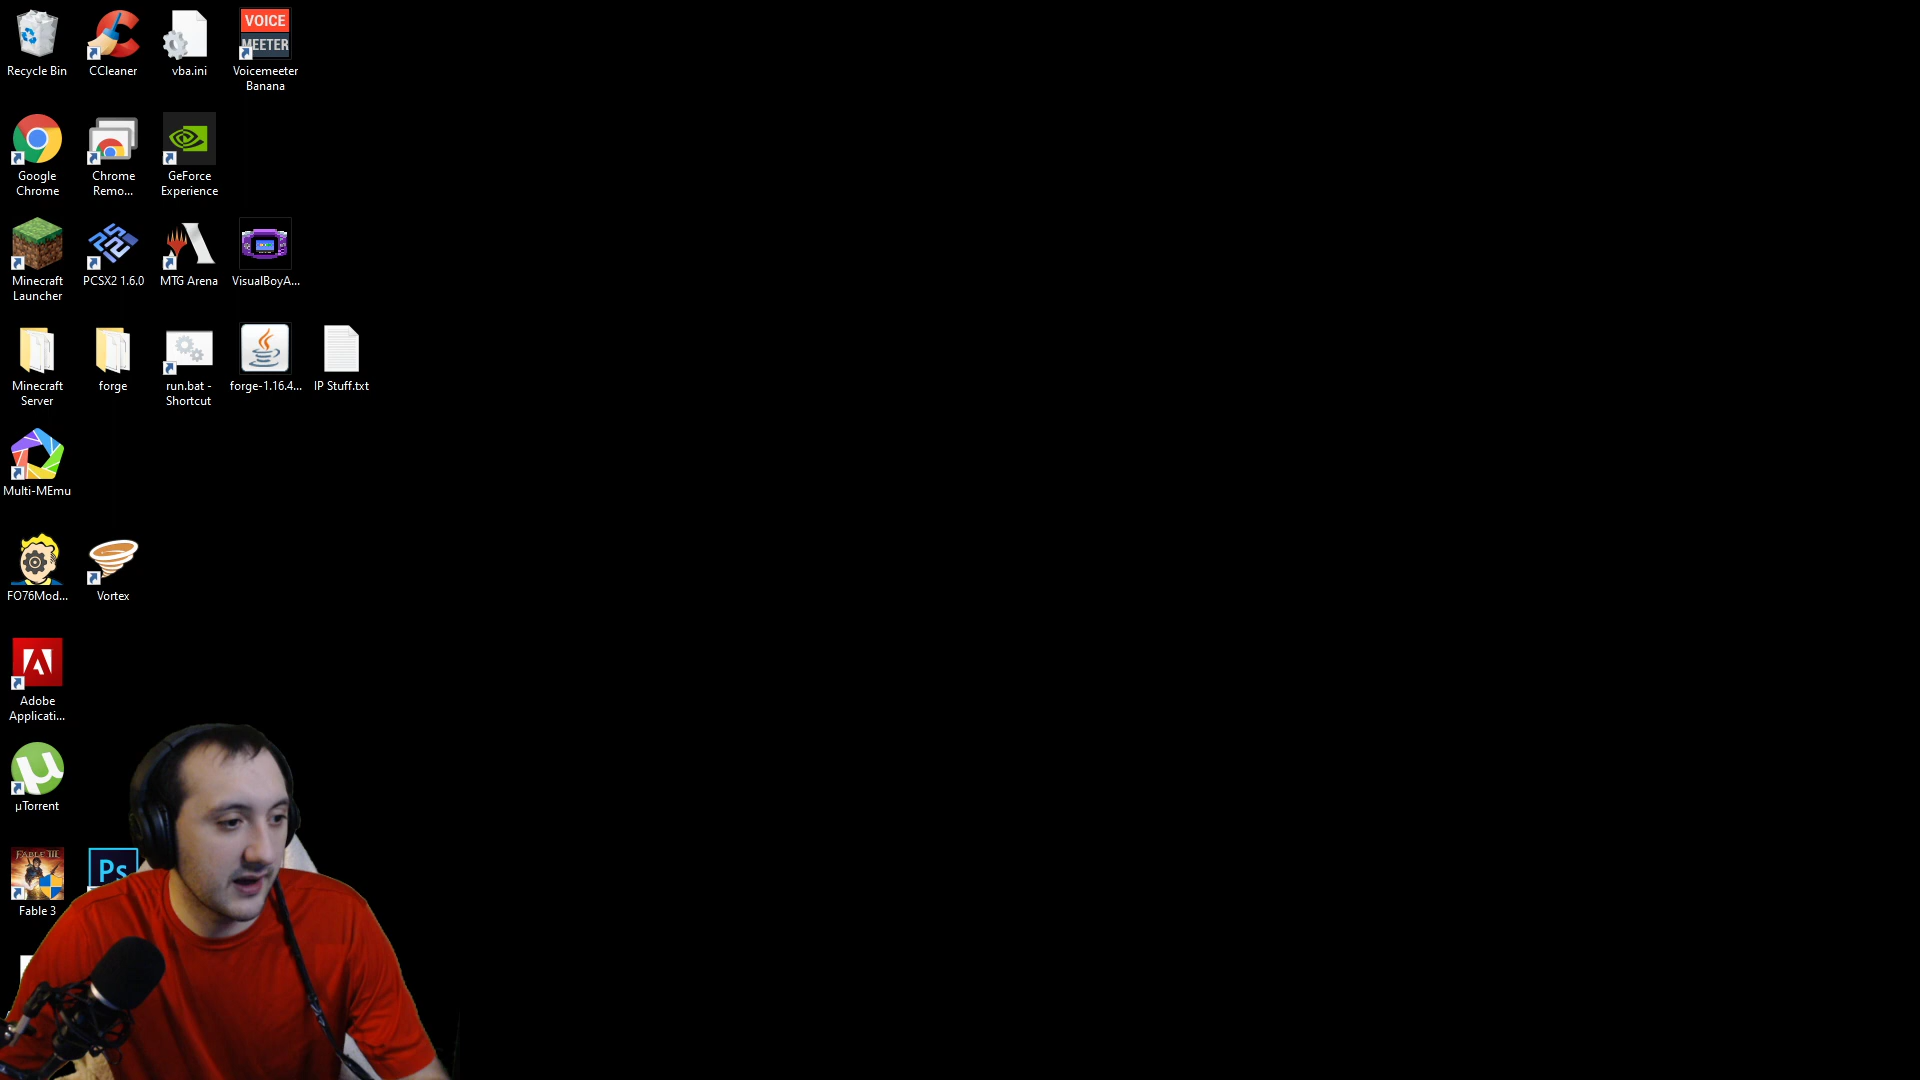 VOICE
MEETER
Recycle Bin
CCleaner
vba.ini
Voicemeeter
Banana
Google
Chrome
Chrome
Remo...
GeForce
Experience
Minecraft
Launcher
PCSX2 1.6.0
MTG Arena
VisualBoyA...
Minecraft
Server
forge
run.bat -
Shortcut
forge-1.16.4...
IP Stuff.txt
Multi-MEmu
FO76Mod...
Vortex
Adobe
Applicati...
µ
µTorrent
FABLE III
Ps
Fable 3